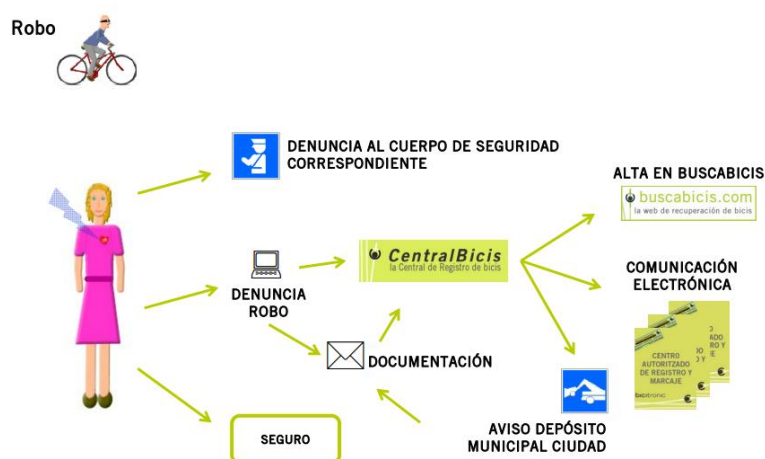 Robo
DENUNCIA AL CUERPO DE SEGURIDAD
CORRESPONDIENTE
ALTA EN BUSCABICIS
buscabicis.com
la web de recuperación de bicis
CentralBicis
la Central de Registro de bicis
DENUNCIA
ROBO
COMUNICACIÓN
ELECTRÓNICA
CENTRO
AUTORITZADO
DE REGISTRO Y
MARCAJE
DOCUMENTACIÓN
SEGURO
AVISO DEPÓSITO
MUNICIPAL CIUDAD